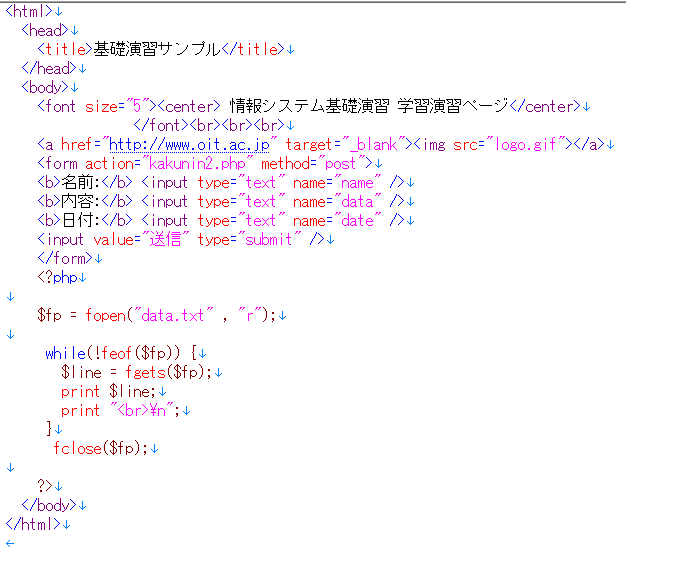 <html>↓
<head>↓
<title>基礎演習サンプル</title>↓
</head>↓
<body>↓
<font size="5"><center> 情報システム基礎演習 学習演習ページ</center>↓
</font><br><br><br>↓
<a href="http://www.oit.ac.jp" target="_blank"><img src="logo.gif"></a>↓
<form action="kakunin2.php" method="post">↓
<b>名前:</b> <input type="text" name="name" />↓
<b>内容:</b> <input type="text" name="data" />↓
<b>日付:</b> <input type="text" name="date" />↓
<input value="送信" type="submit" />↓
</form>↓
<?php↓
↓
$fp = fopen("data.txt" , "r");↓
↓
while(!feof($fp)) {↓
$line = fgets($fp);↓
print $line;↓
print "<br>¥n";↓
}↓
fclose($fp);↓
↓
?>↓
</body>↓
</html>↓
←